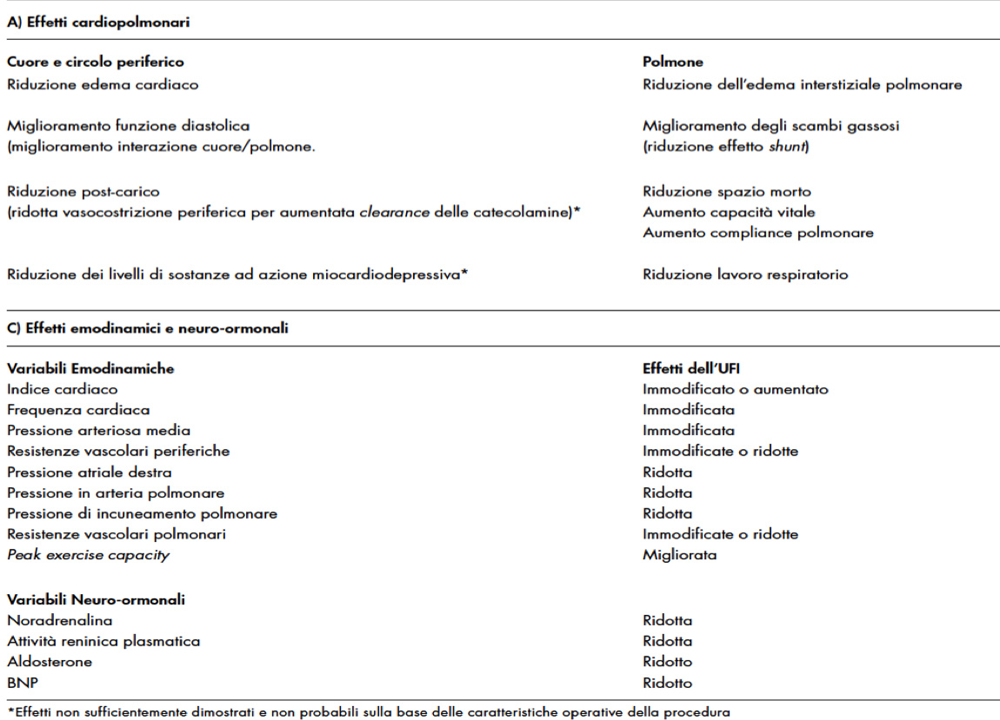 A) Effetti cardiopolmonari
Cuore e circolo periferico Polmone
Riduzione edema cardiaco Riduzione dell'edema interstiziale polmonare
Miglioramento funzione diastolica Miglioramento degli scambi gassosi
(miglioramento interazione cuore/polmone. (riduzione effetto shunt)
Riduzione post-carico Riduzione spazio morto
(ridotta vasocostrizione periferica per aumentata clearance delle catecolamine)* Aumento capacità vitale
Aumento compliance polmonare
Riduzione dei livelli di sostanze ad azione miocardiodepressiva* Riduzione lavoro respiratorio
C) Effetti emodinamici e neuro-ormonali
Variabili Emodinamiche Effetti dell'UFI
Indice cardiaco Immodificato o aumentato
Frequenza cardiaca Immodificata
Pressione arteriosa media Immodificata
Resistenze vascolari periferiche Immodificate o ridotte
Pressione atriale destra Ridotta
Pressione in arteria polmonare Ridotta
Pressione di incuneamento polmonare Ridotta
Resistenze vascolari polmonari Immodificate o ridotte
Peak exercise capacity Migliorata
Variabili Neuro-ormonali
Noradrenalina Ridotta
Attività reninica plasmatica Ridotta
Aldosterone Ridotto
BNP Ridotto
*Effetti non sufficientemente dimostrati e non probabili sulla base delle caratteristiche operative della procedura